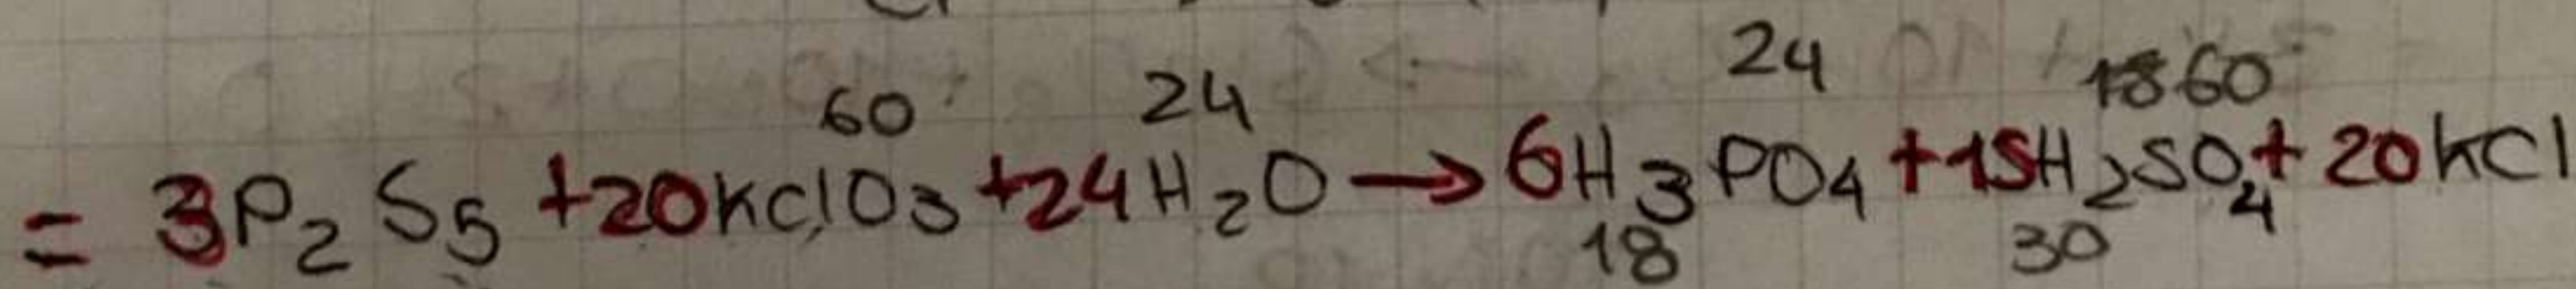 60 24 24 1860
= 3P₂S₅ + 20KClO₃ + 24H₂O → 6H₃PO₄ + 15H₂SO₄ + 20KCl
18 30